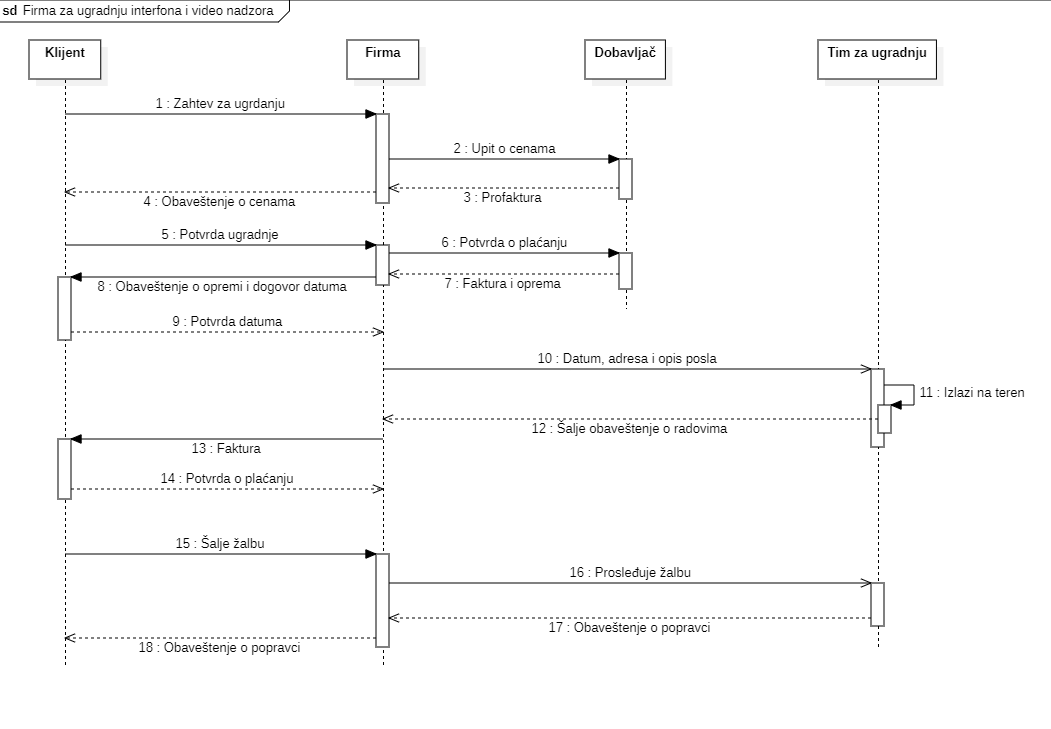 sd Firma za ugradnju interfona i video nadzora
Klijent
Firma
Dobavljač
Tim za ugradnju
1 : Zahtev za ugrdanju
2 : Upit o cenama
3 : Profaktura
4 : Obaveštenje o cenama
5 : Potvrda ugradnje
6 : Potvrda o plaćanju
7 : Faktura i oprema
8 : Obaveštenje o opremi i dogovor datuma
9 : Potvrda datuma
10 : Datum, adresa i opis posla
11 : Izlazi na teren
12 : Šalje obaveštenje o radovima
13 : Faktura
14 : Potvrda o plaćanju
15 : Šalje žalbu
16 : Prosleđuje žalbu
17 : Obaveštenje o popravci
18 : Obaveštenje o popravci